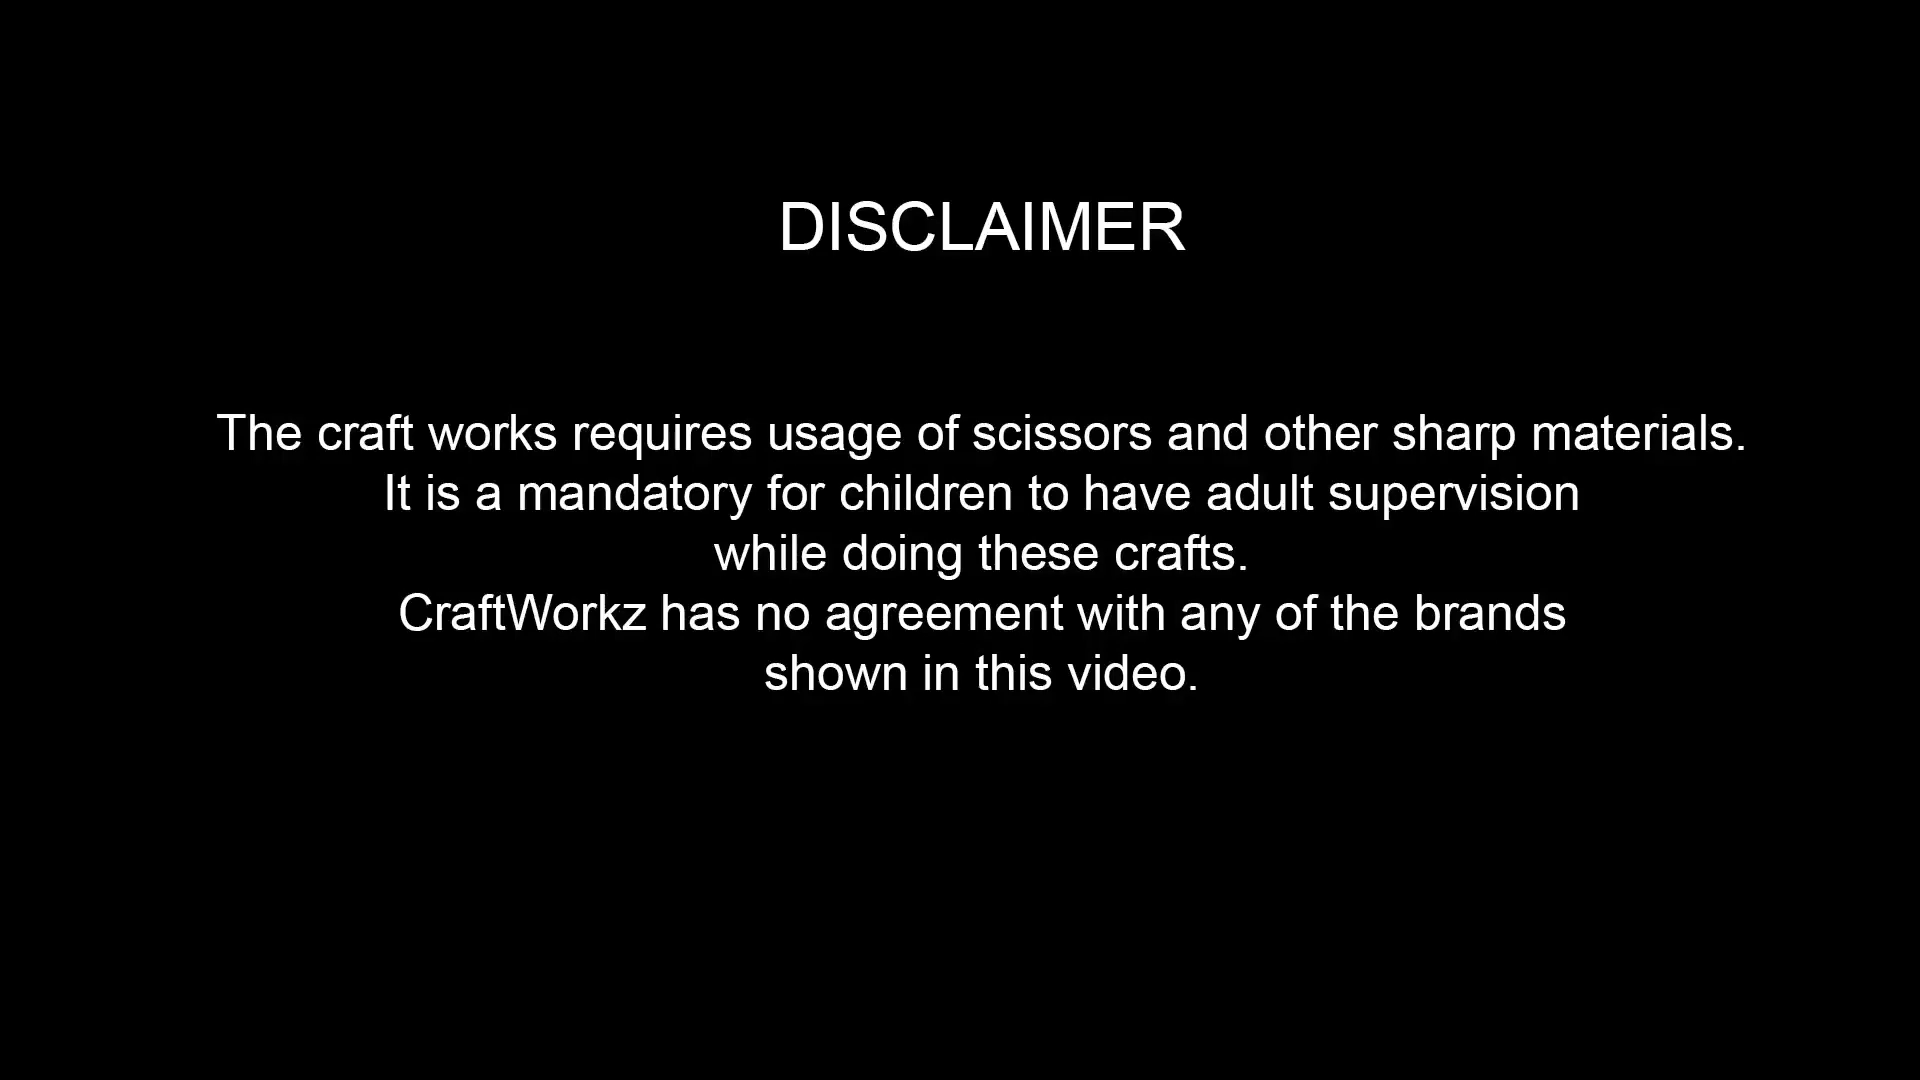 DISCLAIMER
The craft works requires usage of scissors and other sharp materials.
It is a mandatory for children to have adult supervision
while doing these crafts.
CraftWorkz has no agreement with any of the brands
shown in this video.